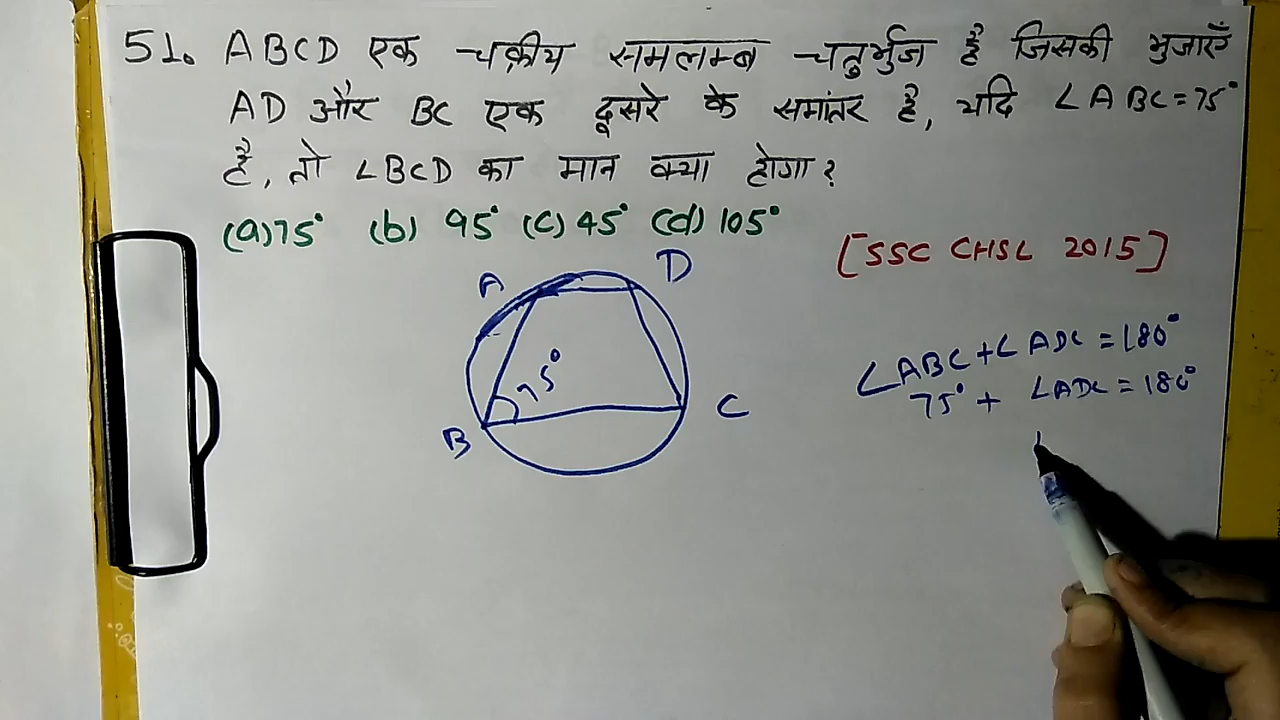 51. ABCD एक चक्रीय समलम्ब चतुर्भुज है जिसकी भुजाएँ
AD और BC एक दूसरे के समांतर है, यदि ∠ABC=75°
है, तो ∠BCD का मान क्या होगा?
(a)75° (b) 95° (c) 45° (d) 105°
[SSC CHSL 2015]
A
D
75°
B
C
∠ABC+∠ADC=180°
75°+ ∠ADC=180°